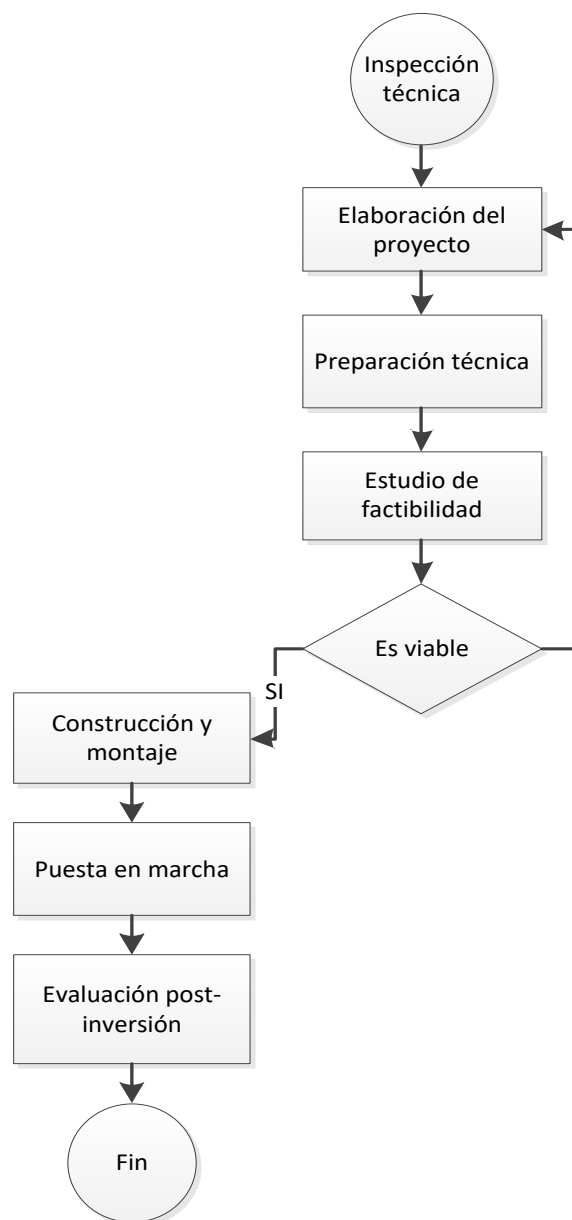 Inspección
técnica
Elaboración del
proyecto
Preparación técnica
Estudio de
factibilidad
Es viable
SI
Construcción y
montaje
Puesta en marcha
Evaluación post-
inversión
Fin